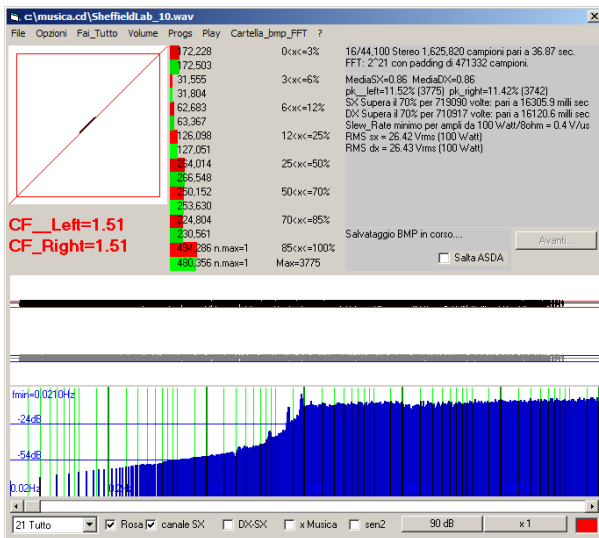 c:\musica.cd\SheffieldLab_10.wav
File Opzioni Fai_Tutto Volume Progs Play Cartella_bmp_FFT ?
172,228 0<x<=3%
172,503
31,555 3<x<=6%
31,804
62,683 6<x<=12%
63,367
126,098 12<x<=25%
127,051
264,014 25<x<=50%
266,548
250,152 50<x<=70%
253,630
224,804 70<x<=85%
230,561
434,286 n.max=1 85<x<=100%
480,356 n.max=1 Max=3775
16/44,100 Stereo 1,625,820 campioni pari a 36.87 sec.
FFT: 2^21 con padding di 471332 campioni.
MediaSX=0.86 MediaDX=0.86
pk__left=11.52% (3775) pk_right=11.42% (3742)
SX Supera il 70% per 719090 volte: pari a 16305.9 milli sec
DX Supera il 70% per 710917 volte: pari a 16120.6 milli sec
Slew_Rate minimo per ampli da 100 Watt/8ohm = 0.4 V/us
RMS sx = 26.42 Vrms (100 Watt)
RMS dx = 26.43 Vrms (100 Watt)
CF__Left=1.51
CF_Right=1.51
Salvataggio BMP in corso....
Avanti...
Salta ASDA
fmin=0.0210Hz
-24dB
-54dB
0.02Hz 0.2Hz
21 Tutto Rosa canale SX DX-SX x Musica sen2 90 dB x 1